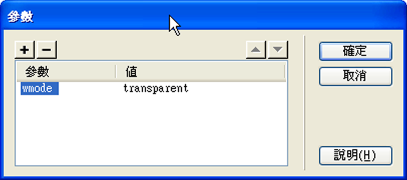 參數
參數 值
wmode transparent
確定
取消
說明(H)